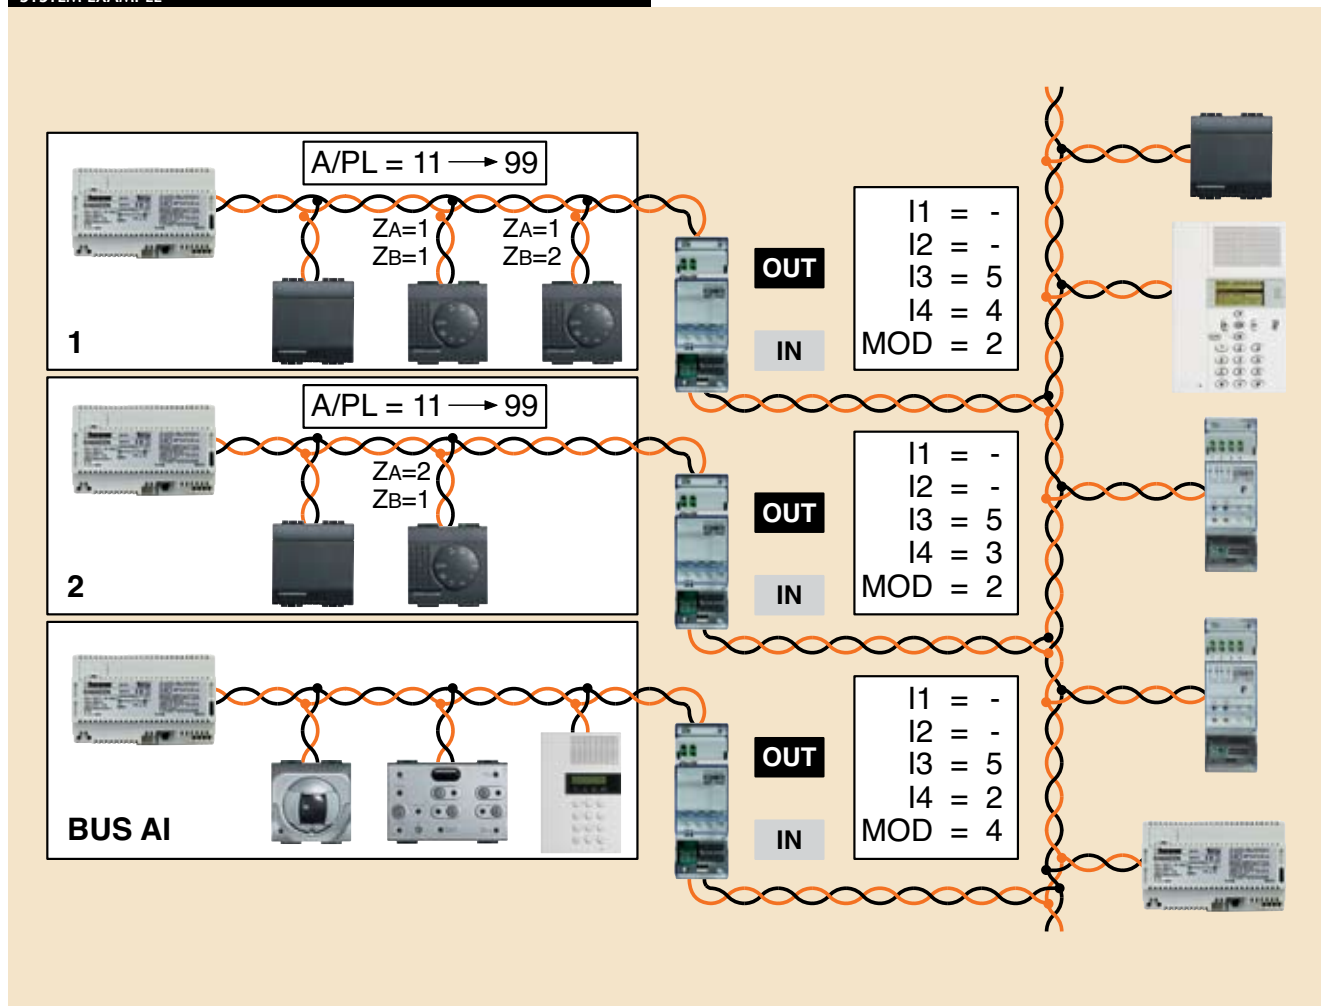 SYSTEM EXAMPLE
A/PL = 11 → 99
ZA=1
ZB=1
ZA=1
ZB=2
1
OUT
IN
I1 = -
I2 = -
I3 = 5
I4 = 4
MOD = 2
A/PL = 11 → 99
ZA=2
ZB=1
2
OUT
IN
I1 = -
I2 = -
I3 = 5
I4 = 3
MOD = 2
BUS AI
OUT
IN
I1 = -
I2 = -
I3 = 5
I4 = 2
MOD = 4